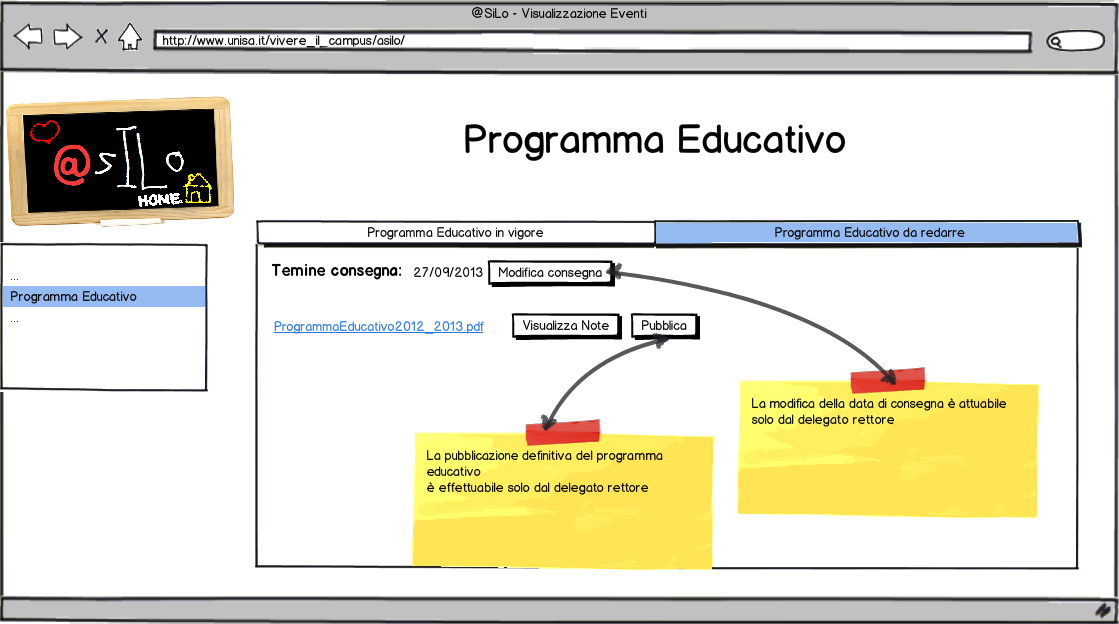 @SiLo - Visualizzazione Eventi
http://www.unisa.it/vivere_il_campus/asilo/
@sILo
HOME
Programma Educativo
...
Programma Educativo
...
Programma Educativo in vigore
Programma Educativo da redarre
Temine consegna: 27/09/2013 Modifica consegna
ProgrammaEducativo2012_2013.pdf Visualizza Note Pubblica
La modifica della data di consegna è attuabile
solo dal delegato rettore
La pubblicazione definitiva del programma
educativo
è effettuabile solo dal delegato rettore